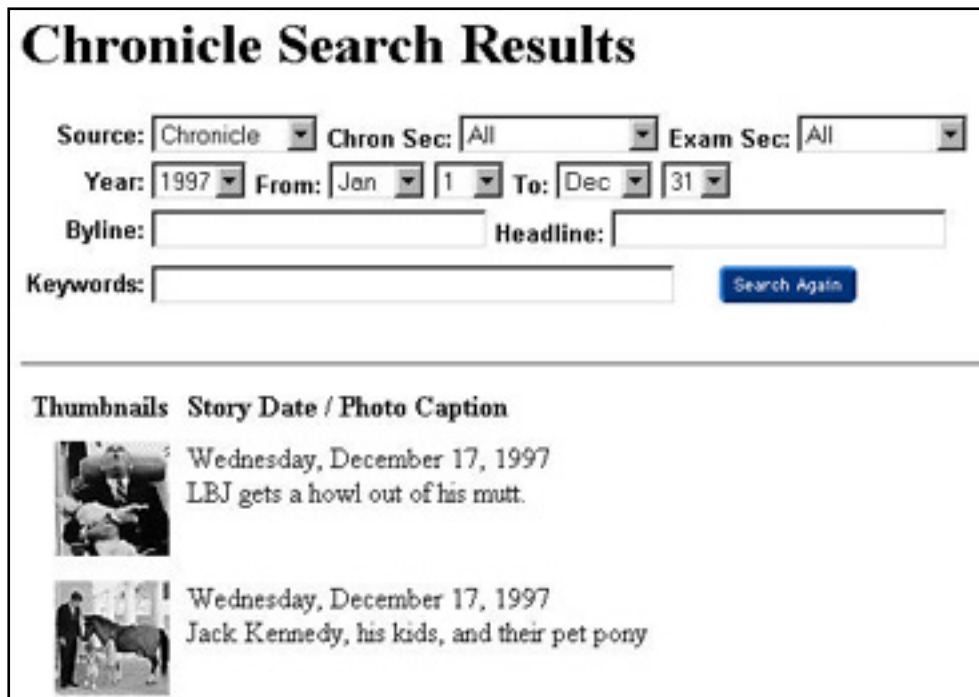 Chronicle Search Results
Source: Chronicle Chron Sec: All Exam Sec: All
Year: 1997 From: Jan 1 To: Dec 31
Byline: Headline:
Keywords: Search Again
Thumbnails Story Date / Photo Caption
Wednesday, December 17, 1997
LBJ gets a howl out of his mutt.
Wednesday, December 17, 1997
Jack Kennedy, his kids, and their pet pony